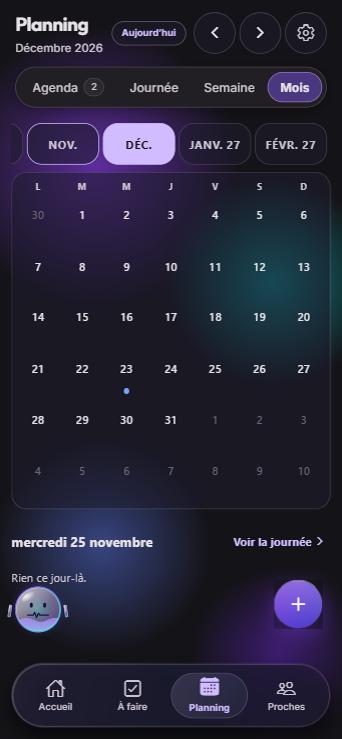 Planning
Décembre 2026
Aujourd'hui
Agenda 2 Journée Semaine Mois
NOV. DÉC. JANV. 27 FÉVR. 27
L M M J V S D
30 1 2 3 4 5 6
7 8 9 10 11 12 13
14 15 16 17 18 19 20
21 22 23 24 25 26 27
28 29 30 31 1 2 3
4 5 6 7 8 9 10
mercredi 25 novembre Voir la journée
Rien ce jour-là.
Accueil À faire Planning Proches